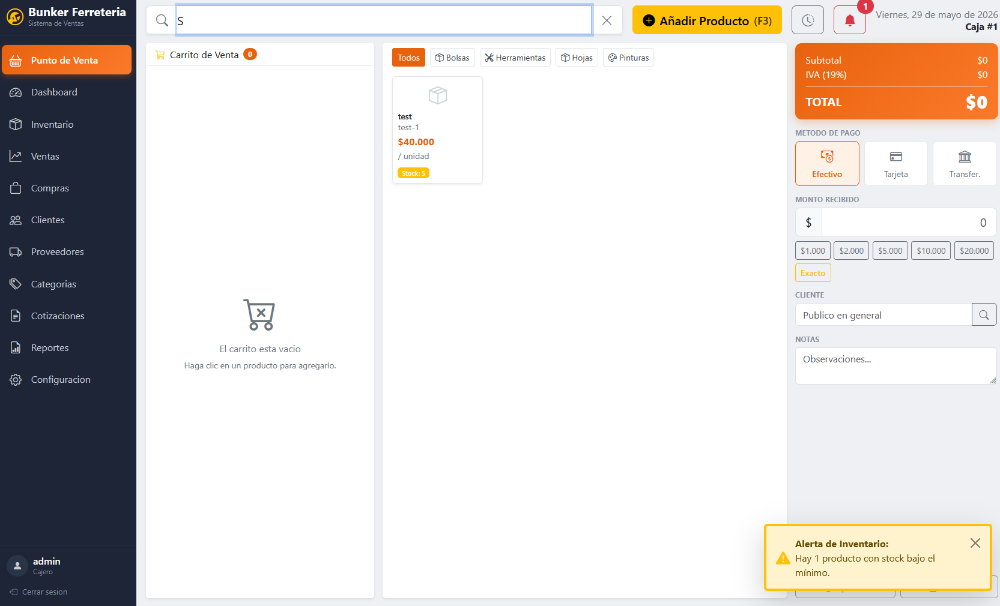 Bunker Ferreteria
Sistema de Ventas
Punto de Venta
Dashboard
Inventario
Ventas
Compras
Clientes
Proveedores
Categorias
Cotizaciones
Reportes
Configuracion
admin
Cajero
Cerrar sesion
S
Añadir Producto (F3)
1
Viernes, 29 de mayo de 2026
Caja #1
Carrito de Venta 0
El carrito esta vacio
Haga clic en un producto para agregarlo.
Todos Bolsas Herramientas Hojas Pinturas
test
test-1
$40.000
/ unidad
Stock: 5
Subtotal $0
IVA (19%) $0
TOTAL $0
METODO DE PAGO
Efectivo Tarjeta Transfer.
MONTO RECIBIDO
$ 0
$1.000 $2.000 $5.000 $10.000 $20.000
Exacto
CLIENTE
Publico en general
NOTAS
Observaciones...
Alerta de Inventario:
Hay 1 producto con stock bajo el
mínimo.